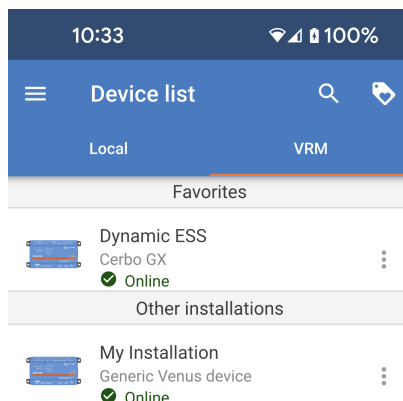 10:33 100%
Device list
Local VRM
Favorites
Dynamic ESS
Cerbo GX
Online
Other installations
My Installation
Generic Venus device
Online